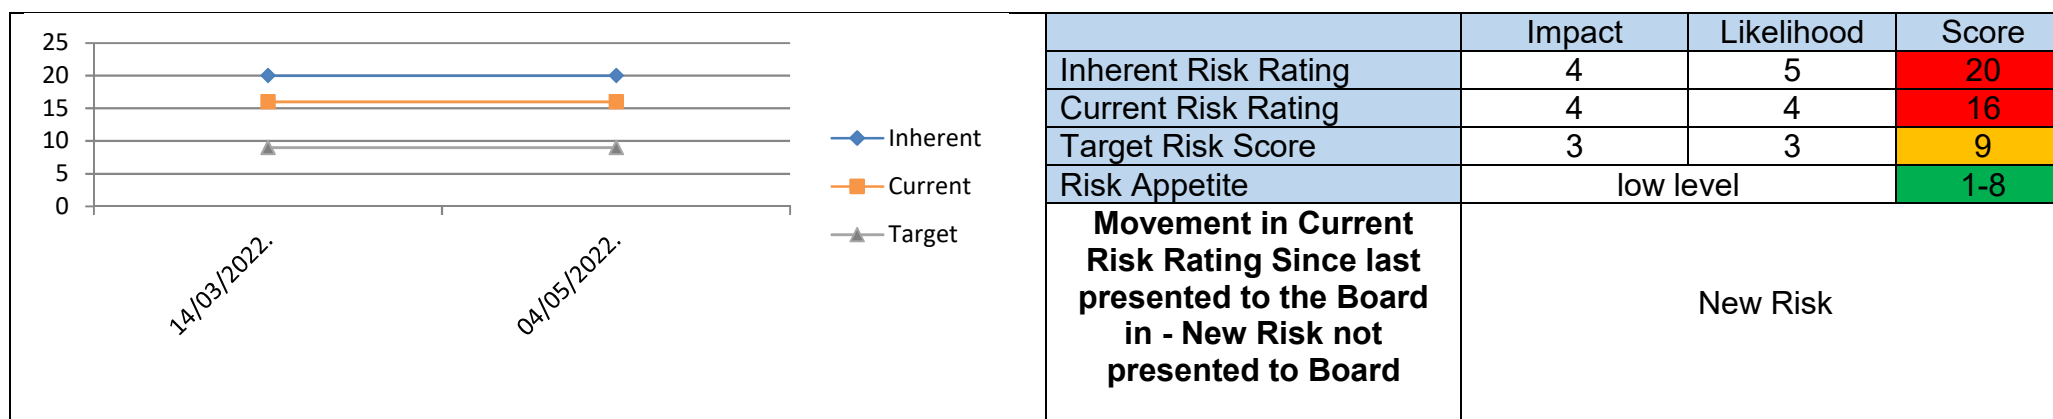 25
20
15
10
5
0
14/03/2022.
04/05/2022.
Inherent
Current
Target
Impact Likelihood Score
Inherent Risk Rating 4 5 20
Current Risk Rating 4 4 16
Target Risk Score 3 3 9
Risk Appetite low level 1-8
Movement in Current
Risk Rating Since last
presented to the Board
in - New Risk not
presented to Board
New Risk